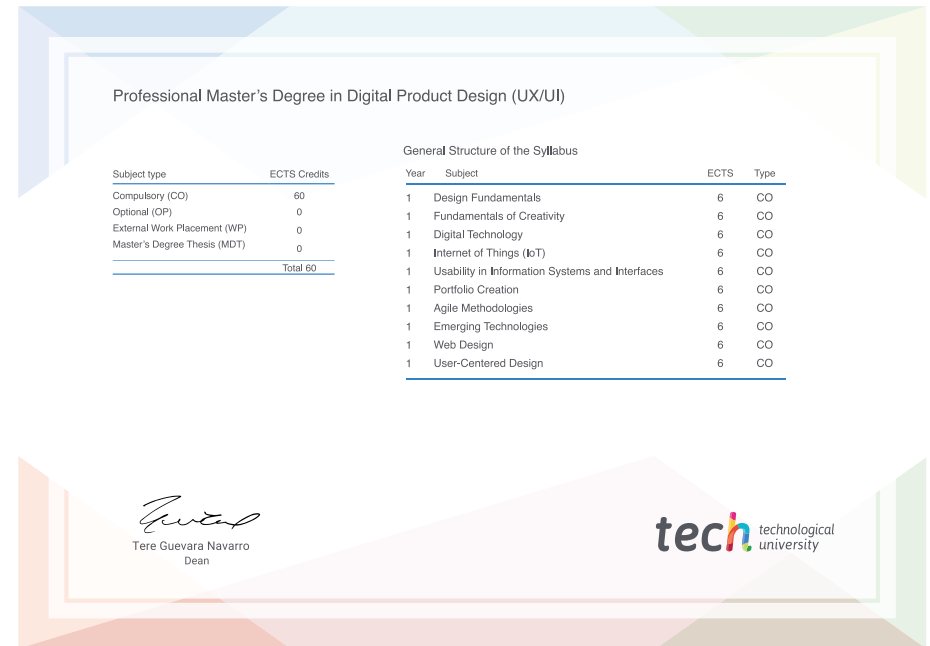 Professional Master's Degree in Digital Product Design (UX/UI)
Subject type ECTS Credits
Compulsory (CO) 60
Optional (OP) 0
External Work Placement (WP) 0
Master's Degree Thesis (MDT) 0
Total 60
General Structure of the Syllabus
Year Subject ECTS Type
1 Design Fundamentals 6 CO
1 Fundamentals of Creativity 6 CO
1 Digital Technology 6 CO
1 Internet of Things (IoT) 6 CO
1 Usability in Information Systems and Interfaces 6 CO
1 Portfolio Creation 6 CO
1 Agile Methodologies 6 CO
1 Emerging Technologies 6 CO
1 Web Design 6 CO
1 User-Centered Design 6 CO
Tere Guevara Navarro
Dean
tech technological
university